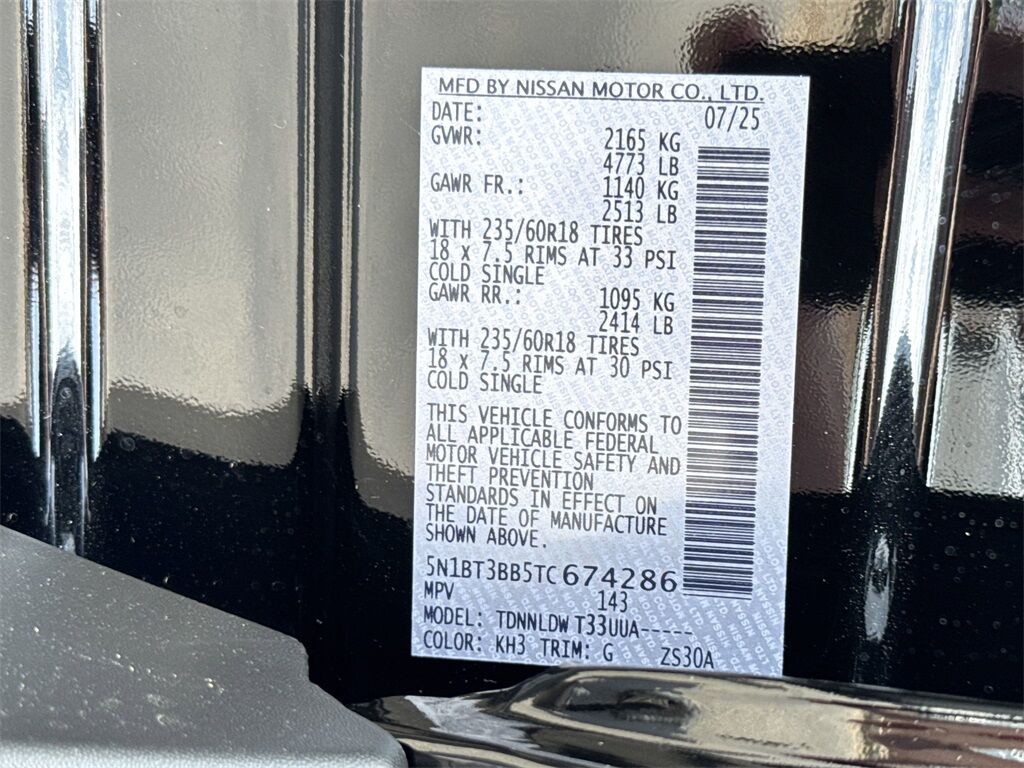 MFD BY NISSAN MOTOR CO., LTD.
DATE: 07/25
GVWR: 2165 KG
4773 LB
GAWR FR.: 1140 KG
2513 LB
WITH 235/60R18 TIRES
18 x 7.5 RIMS AT 33 PSI
COLD SINGLE
GAWR RR.: 1095 KG
2414 LB
WITH 235/60R18 TIRES
18 x 7.5 RIMS AT 30 PSI
COLD SINGLE
THIS VEHICLE CONFORMS TO
ALL APPLICABLE FEDERAL
MOTOR VEHICLE SAFETY AND
THEFT PREVENTION
STANDARDS IN EFFECT ON
THE DATE OF MANUFACTURE
SHOWN ABOVE.
5N1BT3BB5TC674286
MPV 143
MODEL: TDNNLDW T33UUA-----
COLOR: KH3 TRIM: G ZS30A